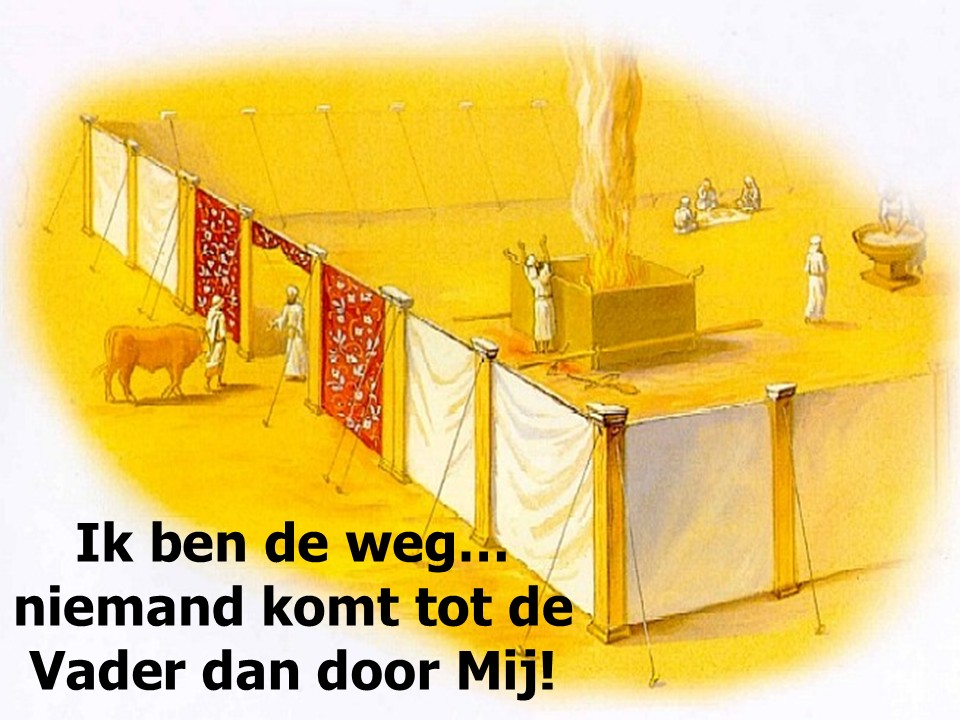 Ik ben de weg…
niemand komt tot de
Vader dan door Mij!